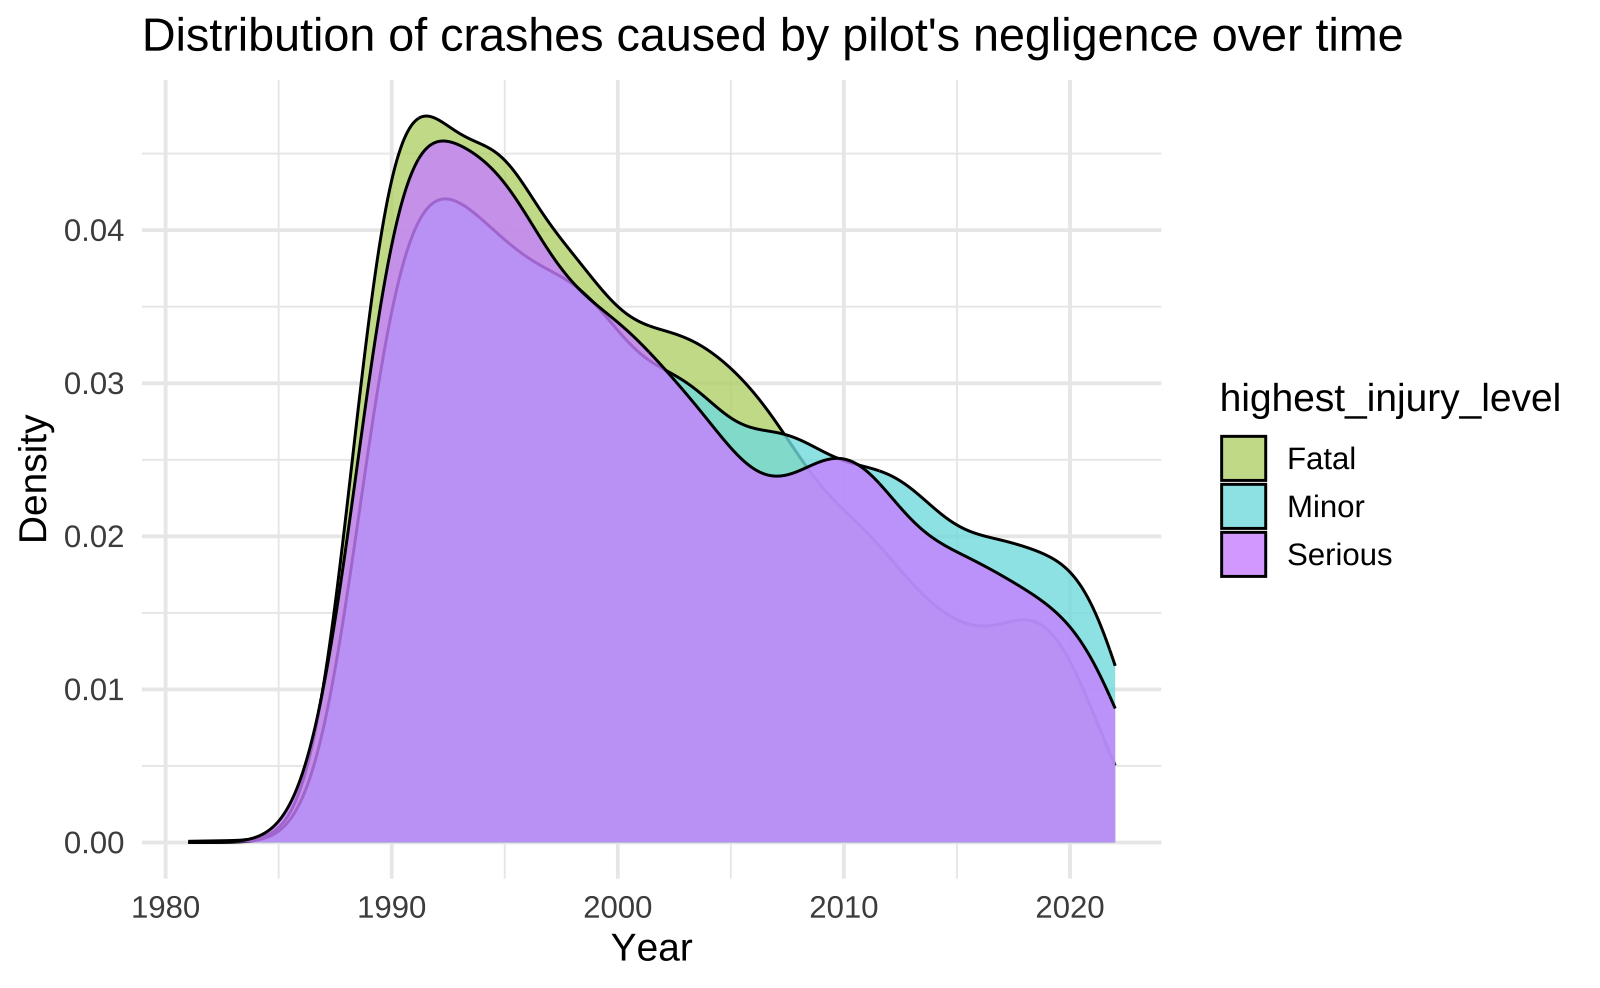 Distribution of crashes caused by pilot's negligence over time
Density
0.04
0.03
0.02
0.01
0.00
1980 1990 2000 2010 2020
Year
highest_injury_level
Fatal
Minor
Serious